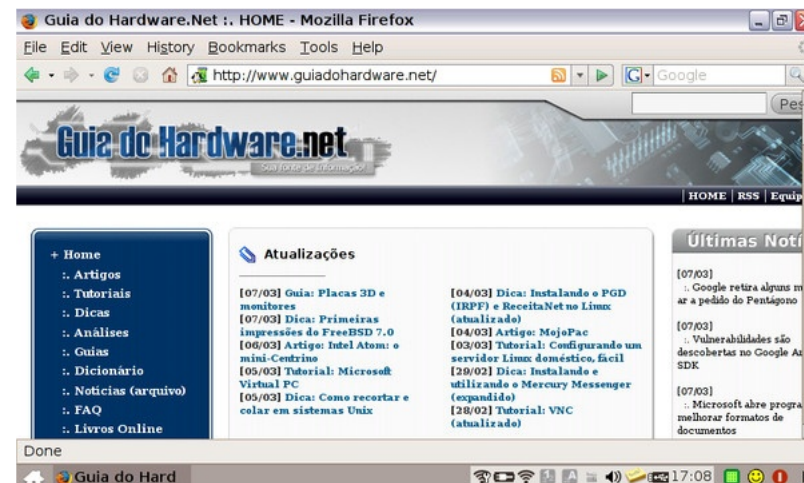 Guia do Hardware.Net :. HOME - Mozilla Firefox
File Edit View History Bookmarks Tools Help
http://www.guiadohardware.net/
G Google
Guia do Hardware.net
Sua fonte de Informação!
HOME | RSS |
+ Home
:. Artigos
:. Tutoriais
:. Dicas
:. Análises
:. Guias
:. Dicionário
:. Notícias (arquivo)
:. FAQ
:. Livros Online
Atualizações
[07/03] Guia: Placas 3D e
monitores
[07/03] Dica: Primeiras
impressões do FreeBSD 7.0
[06/03] Artigo: Intel Atom: o
mini-Centrino
[05/03] Tutorial: Microsoft
Virtual PC
[05/03] Dica: Como recortar e
colar em sistemas Unix
[04/03] Dica: Instalando o PGD
(IRPF) e ReceitaNet no Linux
(atualizado)
[04/03] Artigo: MojoPac
[03/03] Tutorial: Configurando um
servidor Linux doméstico, fácil
[29/02] Dica: Instalando e
utilizando o Mercury Messenger
(expandido)
[28/02] Tutorial: VNC
(atualizado)
Últimas
[07/03]
:. Google retira alguns
ar a pedido do Pentágono
[07/03]
:. Vulnerabilidades são
descobertas no Google
SDK
[07/03]
:. Microsoft abre
melhorar formatos de
documentos
Done
Guia do Hard
17:08